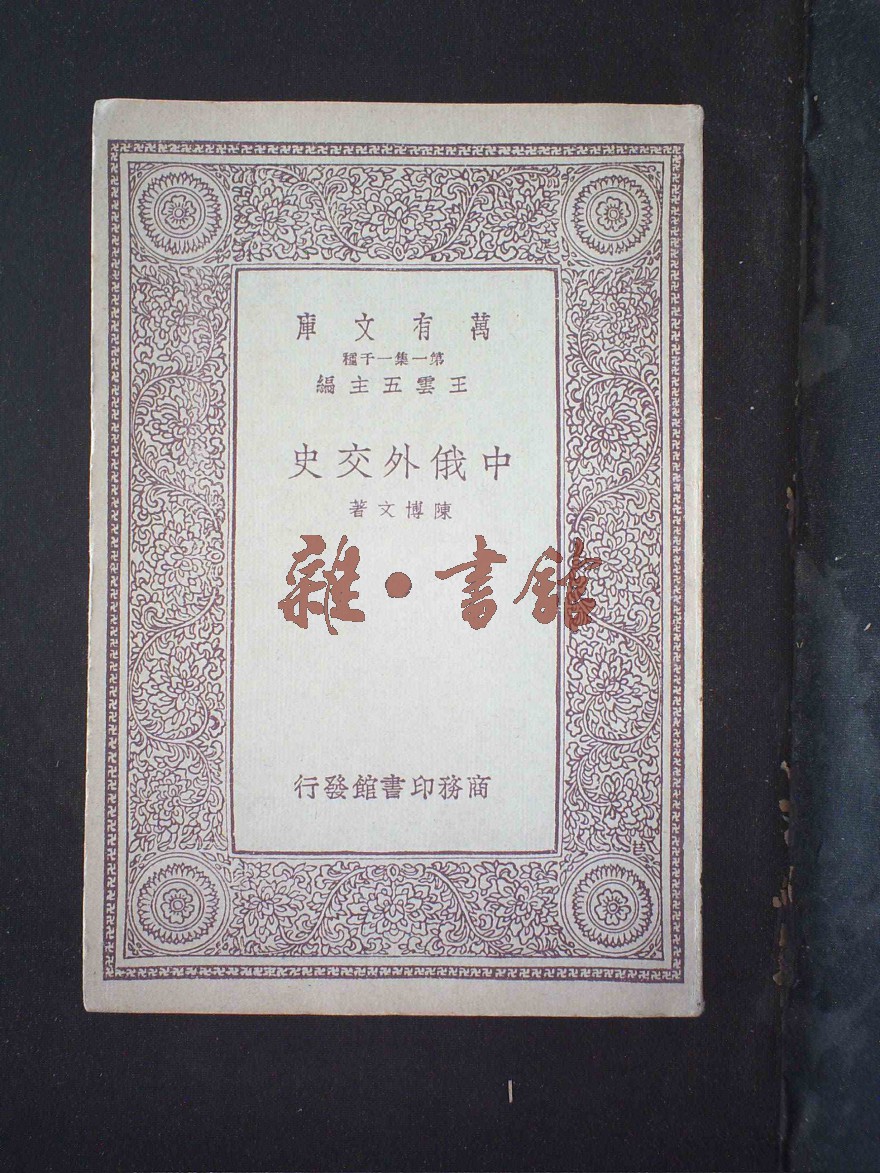 萬有文庫
第一集一千種
王雲五主編
中俄外交史
陳博文著
雜·書館
商務印書館發行